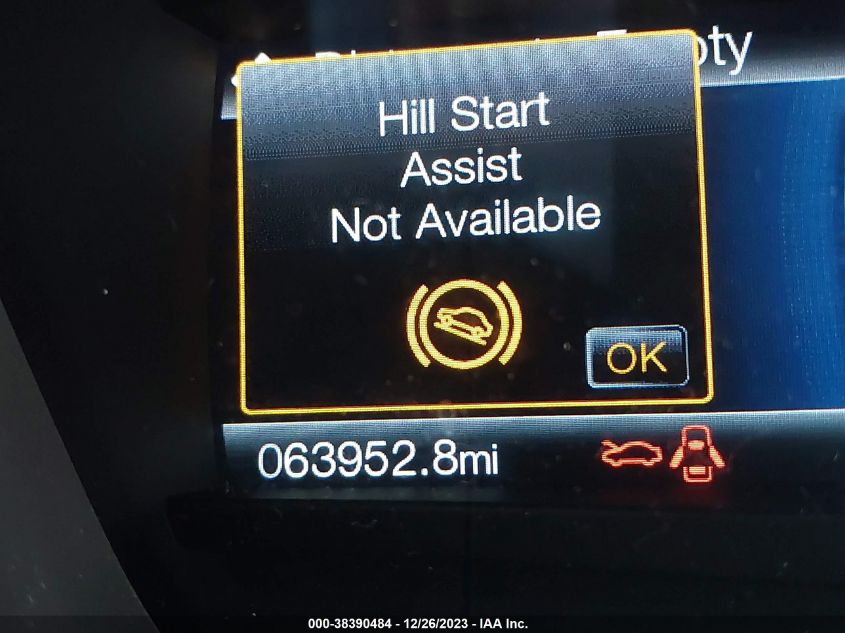 Hill Start
Assist
Not Available
OK
063952.8mi
000-38390484 - 12/26/2023 - IAA Inc.